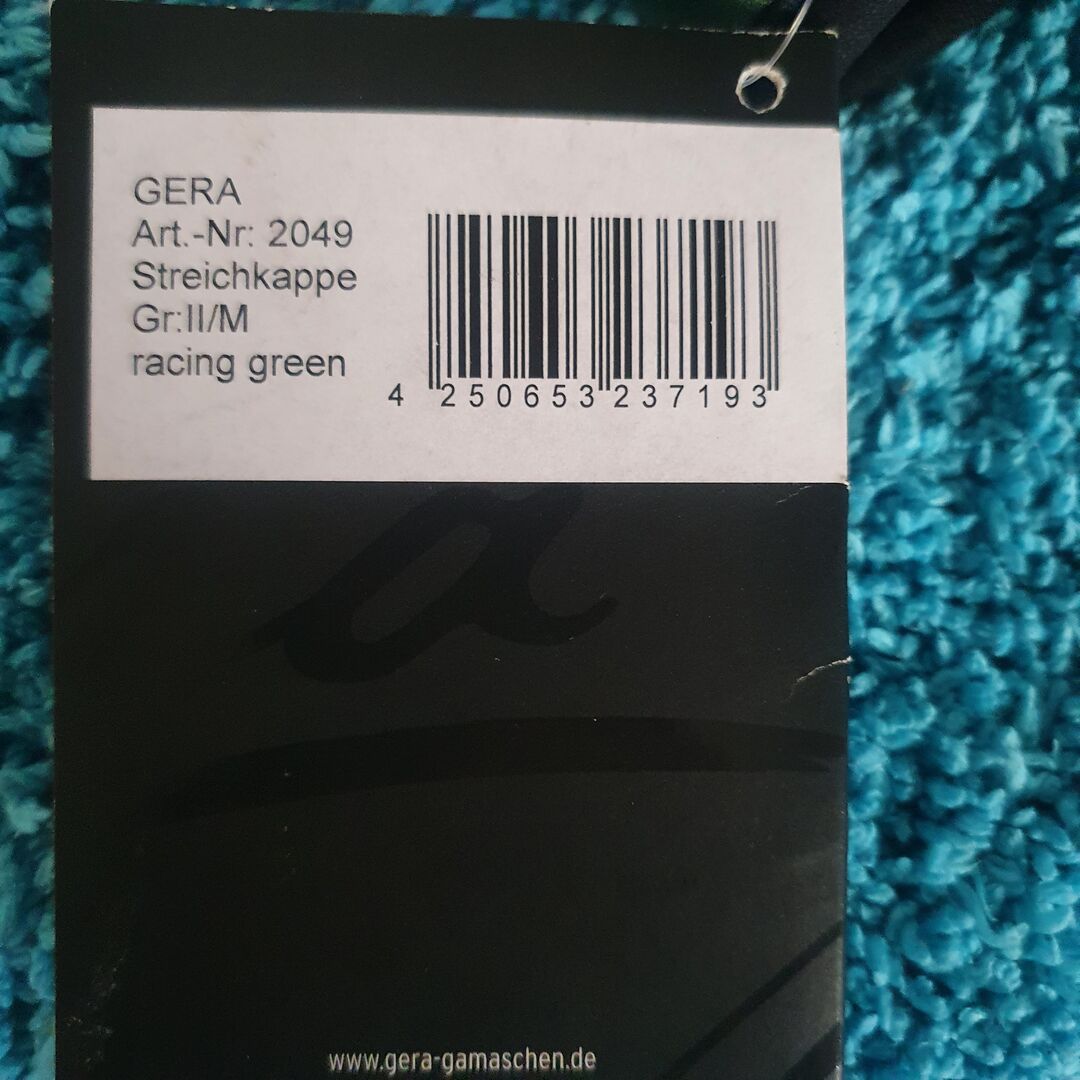 GERA
Art.-Nr: 2049
Streichkappe
Gr:II/M
racing green
4 250653 237193
www.gera-gamaschen.de